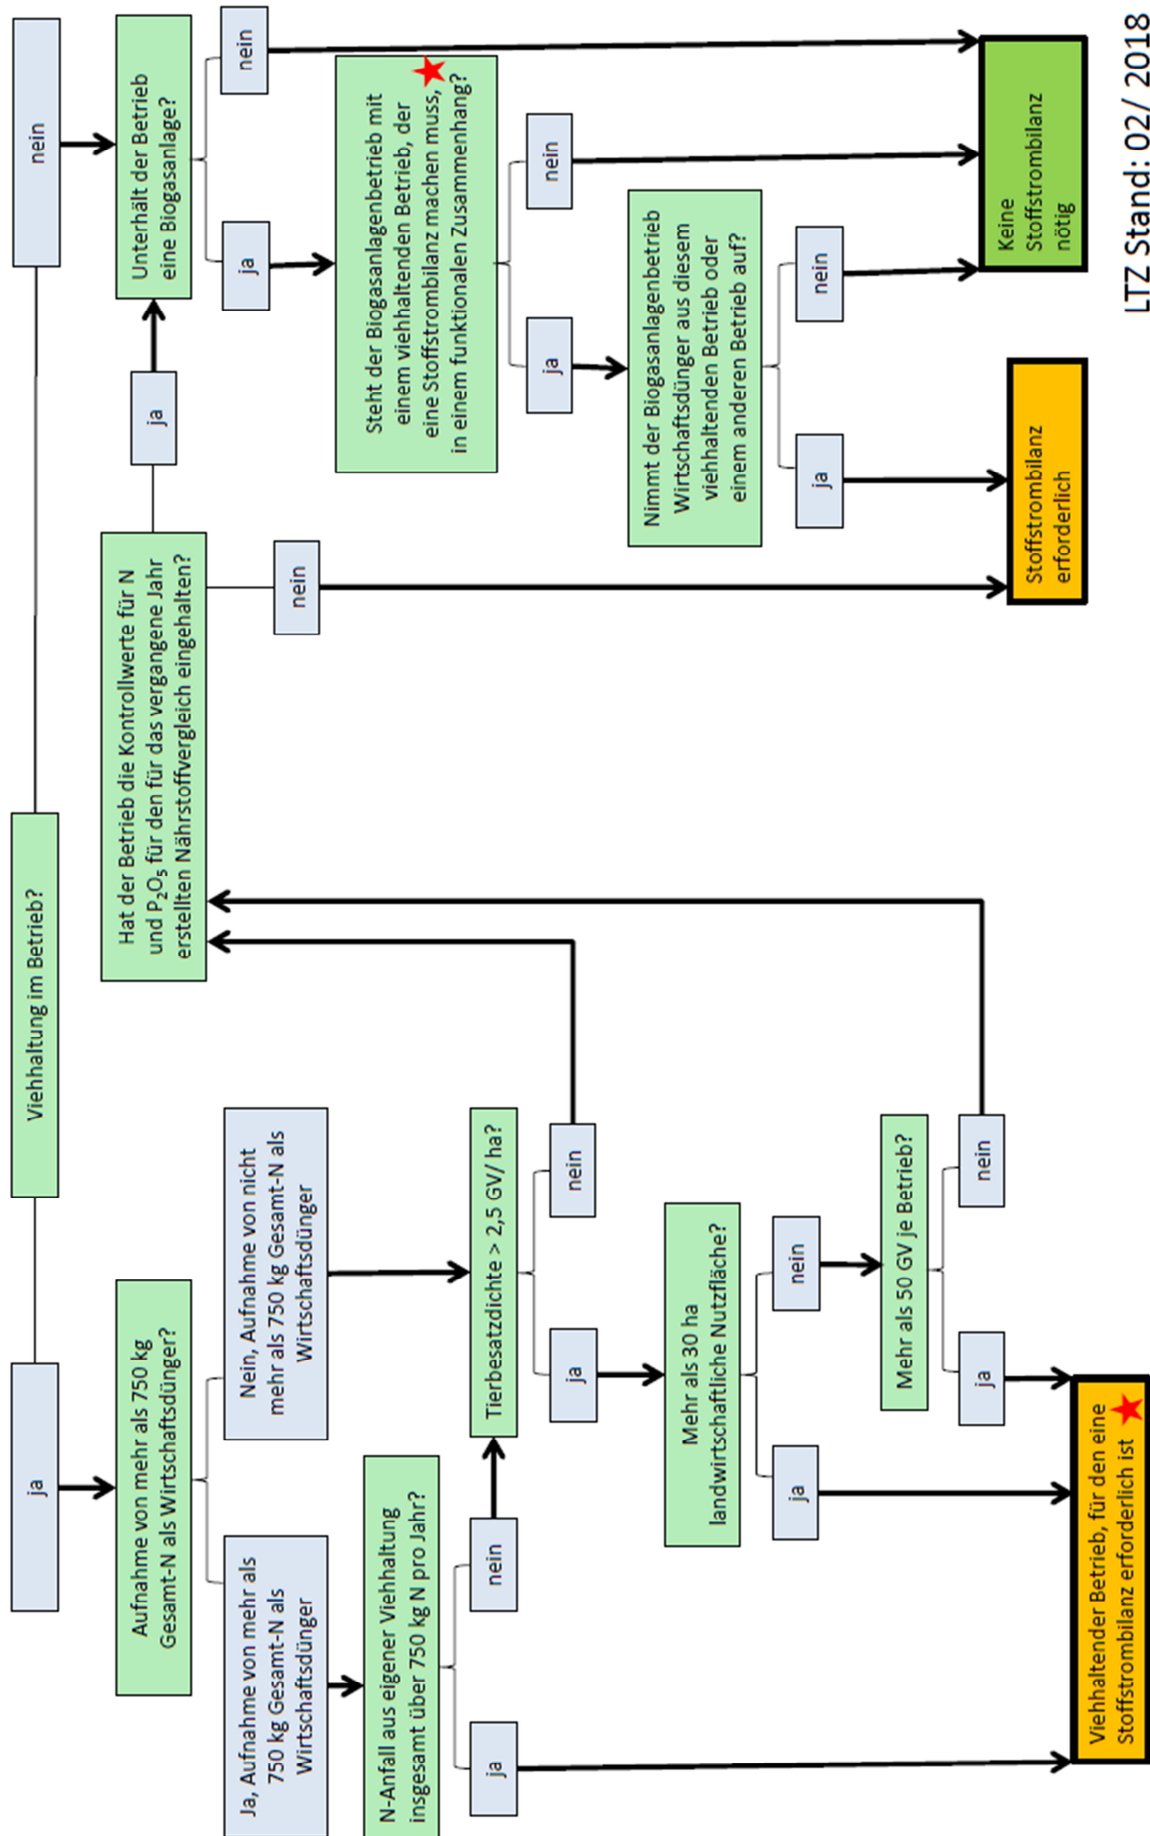 Viehhaltung im Betrieb?
ja
nein
Aufnahme von mehr als 750 kg
Gesamt-N als Wirtschaftsdünger?
Ja, Aufnahme von mehr als
750 kg Gesamt-N als
Wirtschaftsdünger
Nein, Aufnahme von nicht
mehr als 750 kg Gesamt-N als
Wirtschaftsdünger
N-Anfall aus eigener Viehhaltung
insgesamt über 750 kg N pro Jahr?
ja
nein
Tierbesatzdichte > 2,5 GV/ ha?
ja
nein
Mehr als 30 ha
landwirtschaftliche Nutzfläche?
ja
nein
Mehr als 50 GV je Betrieb?
ja
nein
Viehhaltender Betrieb, für den eine
Stoffstrombilanz erforderlich ist
Hat der Betrieb die Kontrollwerte für N
und P₂O₅ für den für das vergangene Jahr
erstellten Nährstoffvergleich eingehalten?
ja
nein
Unterhält der Betrieb
eine Biogasanlage?
ja
nein
Steht der Biogasanlagenbetrieb mit
einem viehhaltenden Betrieb, der
eine Stoffstrombilanz machen muss,
in einem funktionalen Zusammenhang?
ja
nein
Nimmt der Biogasanlagenbetrieb
Wirtschaftsdünger aus diesem
viehhaltenden Betrieb oder
einem anderen Betrieb auf?
ja
nein
Stoffstrombilanz
erforderlich
Keine
Stoffstrombilanz
nötig
LTZ Stand: 02/ 2018